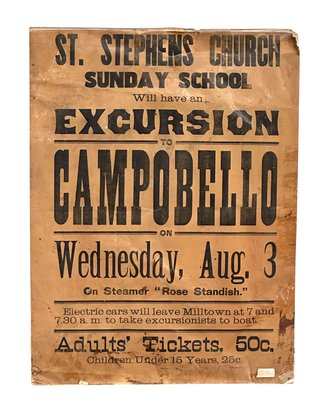 ST. STEPHENS CHURCH
SUNDAY SCHOOL
Will have an
EXCURSION
TO
CAMPOBELLO
ON
Wednesday, Aug. 3
On Steamer "Rose Standish."
Electric cars will leave Milltown at 7 and
7.30 a. m. to take excursionists to boat.
Adults' Tickets, 50c.
Children Under 15 Years, 25c.